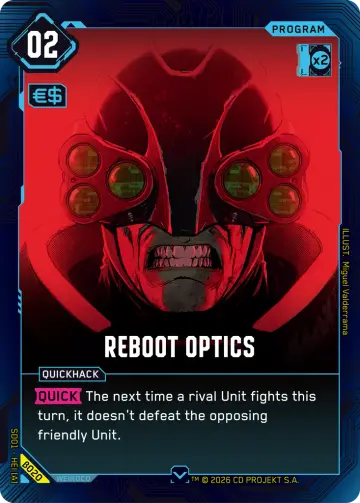 02
PROGRAM
€$
x2
ILLUST. Miguel Valderrama
REBOOT OPTICS
QUICKHACK
QUICK The next time a rival Unit fights this
turn, it doesn't defeat the opposing
friendly Unit.
β020
™ © 2026 CD PROJEKT S.A.